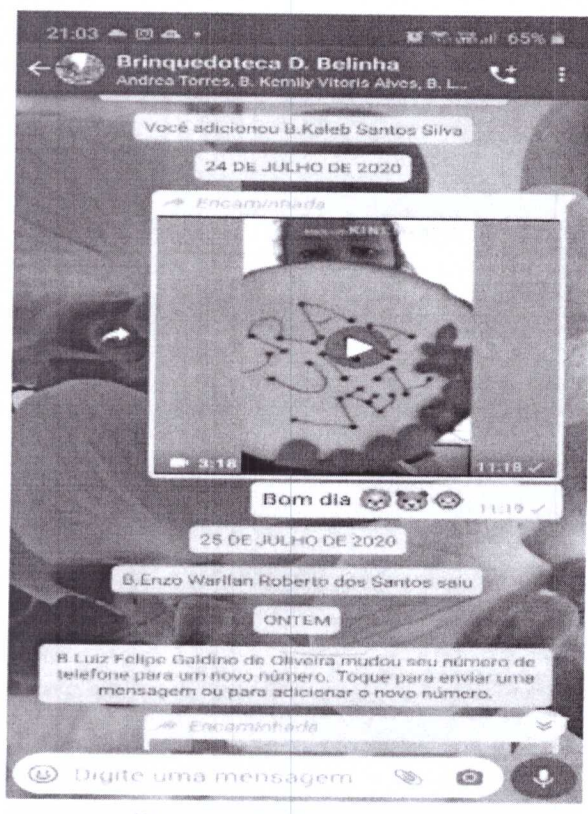 21:03
65%
Brinquedoteca D. Belinha
Andrea Torres, B. Kemily Vitoris Alves, B. L...
Você adicionou B.Kaleb Santos Silva
24 DE JULHO DE 2020
Encaminhada
3:18
11:18
Bom dia
11:19
25 DE JULHO DE 2020
B.Enzo Warllan Roberto dos Santos saiu
ONTEM
B.Luiz Felipe Galdino de Oliveira mudou seu número de
telefone para um novo número. Toque para enviar uma
mensagem ou para adicionar o novo número.
Encaminhada
Digite uma mensagem